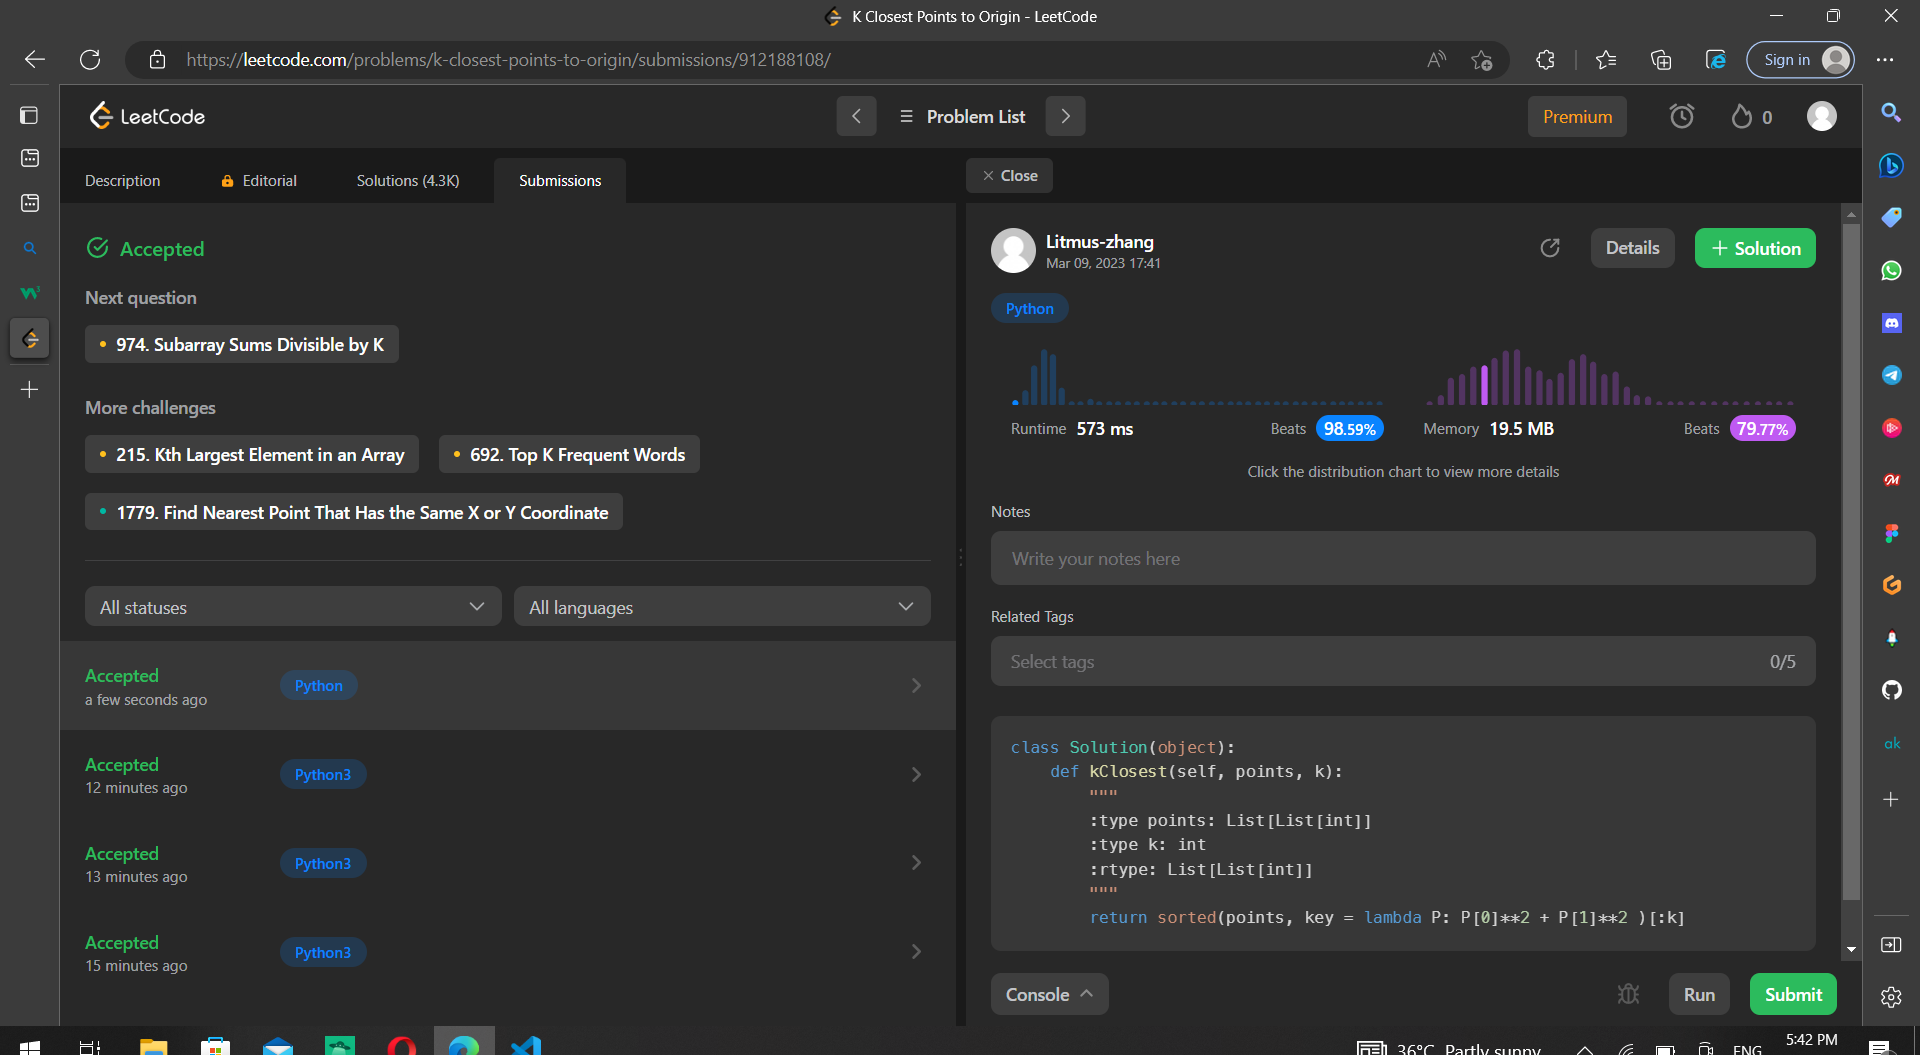 K Closest Points to Origin - LeetCode
https://leetcode.com/problems/k-closest-points-to-origin/submissions/912188108/
Sign in
LeetCode
Problem List
Premium
0
Description
Editorial
Solutions (4.3K)
Submissions
Close
Accepted
Next question
974. Subarray Sums Divisible by K
More challenges
215. Kth Largest Element in an Array
692. Top K Frequent Words
1779. Find Nearest Point That Has the Same X or Y Coordinate
All statuses
All languages
Accepted
Python
a few seconds ago
Accepted
Python3
12 minutes ago
Accepted
Python3
13 minutes ago
Accepted
Python3
15 minutes ago
Litmus-zhang
Mar 09, 2023 17:41
Details
+ Solution
Python
Runtime 573 ms
Beats 98.59%
Memory 19.5 MB
Beats 79.77%
Click the distribution chart to view more details
Notes
Write your notes here
Related Tags
Select tags
0/5
class Solution(object):
    def kClosest(self, points, k):
        """
        :type points: List[List[int]]
        :type k: int
        :rtype: List[List[int]]
        """
        return sorted(points, key = lambda P: P[0]**2 + P[1]**2 )[:k]
Console
Run
Submit
ak
36°C Partly sunny
ENG
5:42 PM